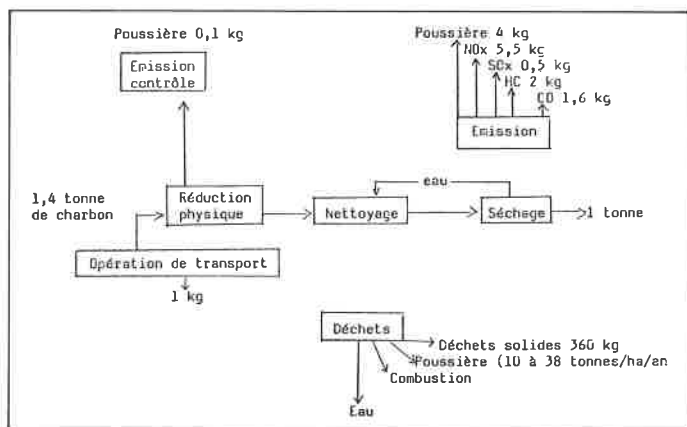 Poussière 0,1 kg
Emission
contrôle
Poussière 4 kg
NOx 5,5 kg
SOx 0,5 kg
HC 2 kg
CO 1,6 kg
Emission
1,4 tonne
de charbon
Réduction
physique
eau
Nettoyage
Séchage
1 tonne
Opération de transport
1 kg
Déchets
Déchets solides 360 kg
Poussière (10 à 38 tonnes/ha/an
Combustion
Eau